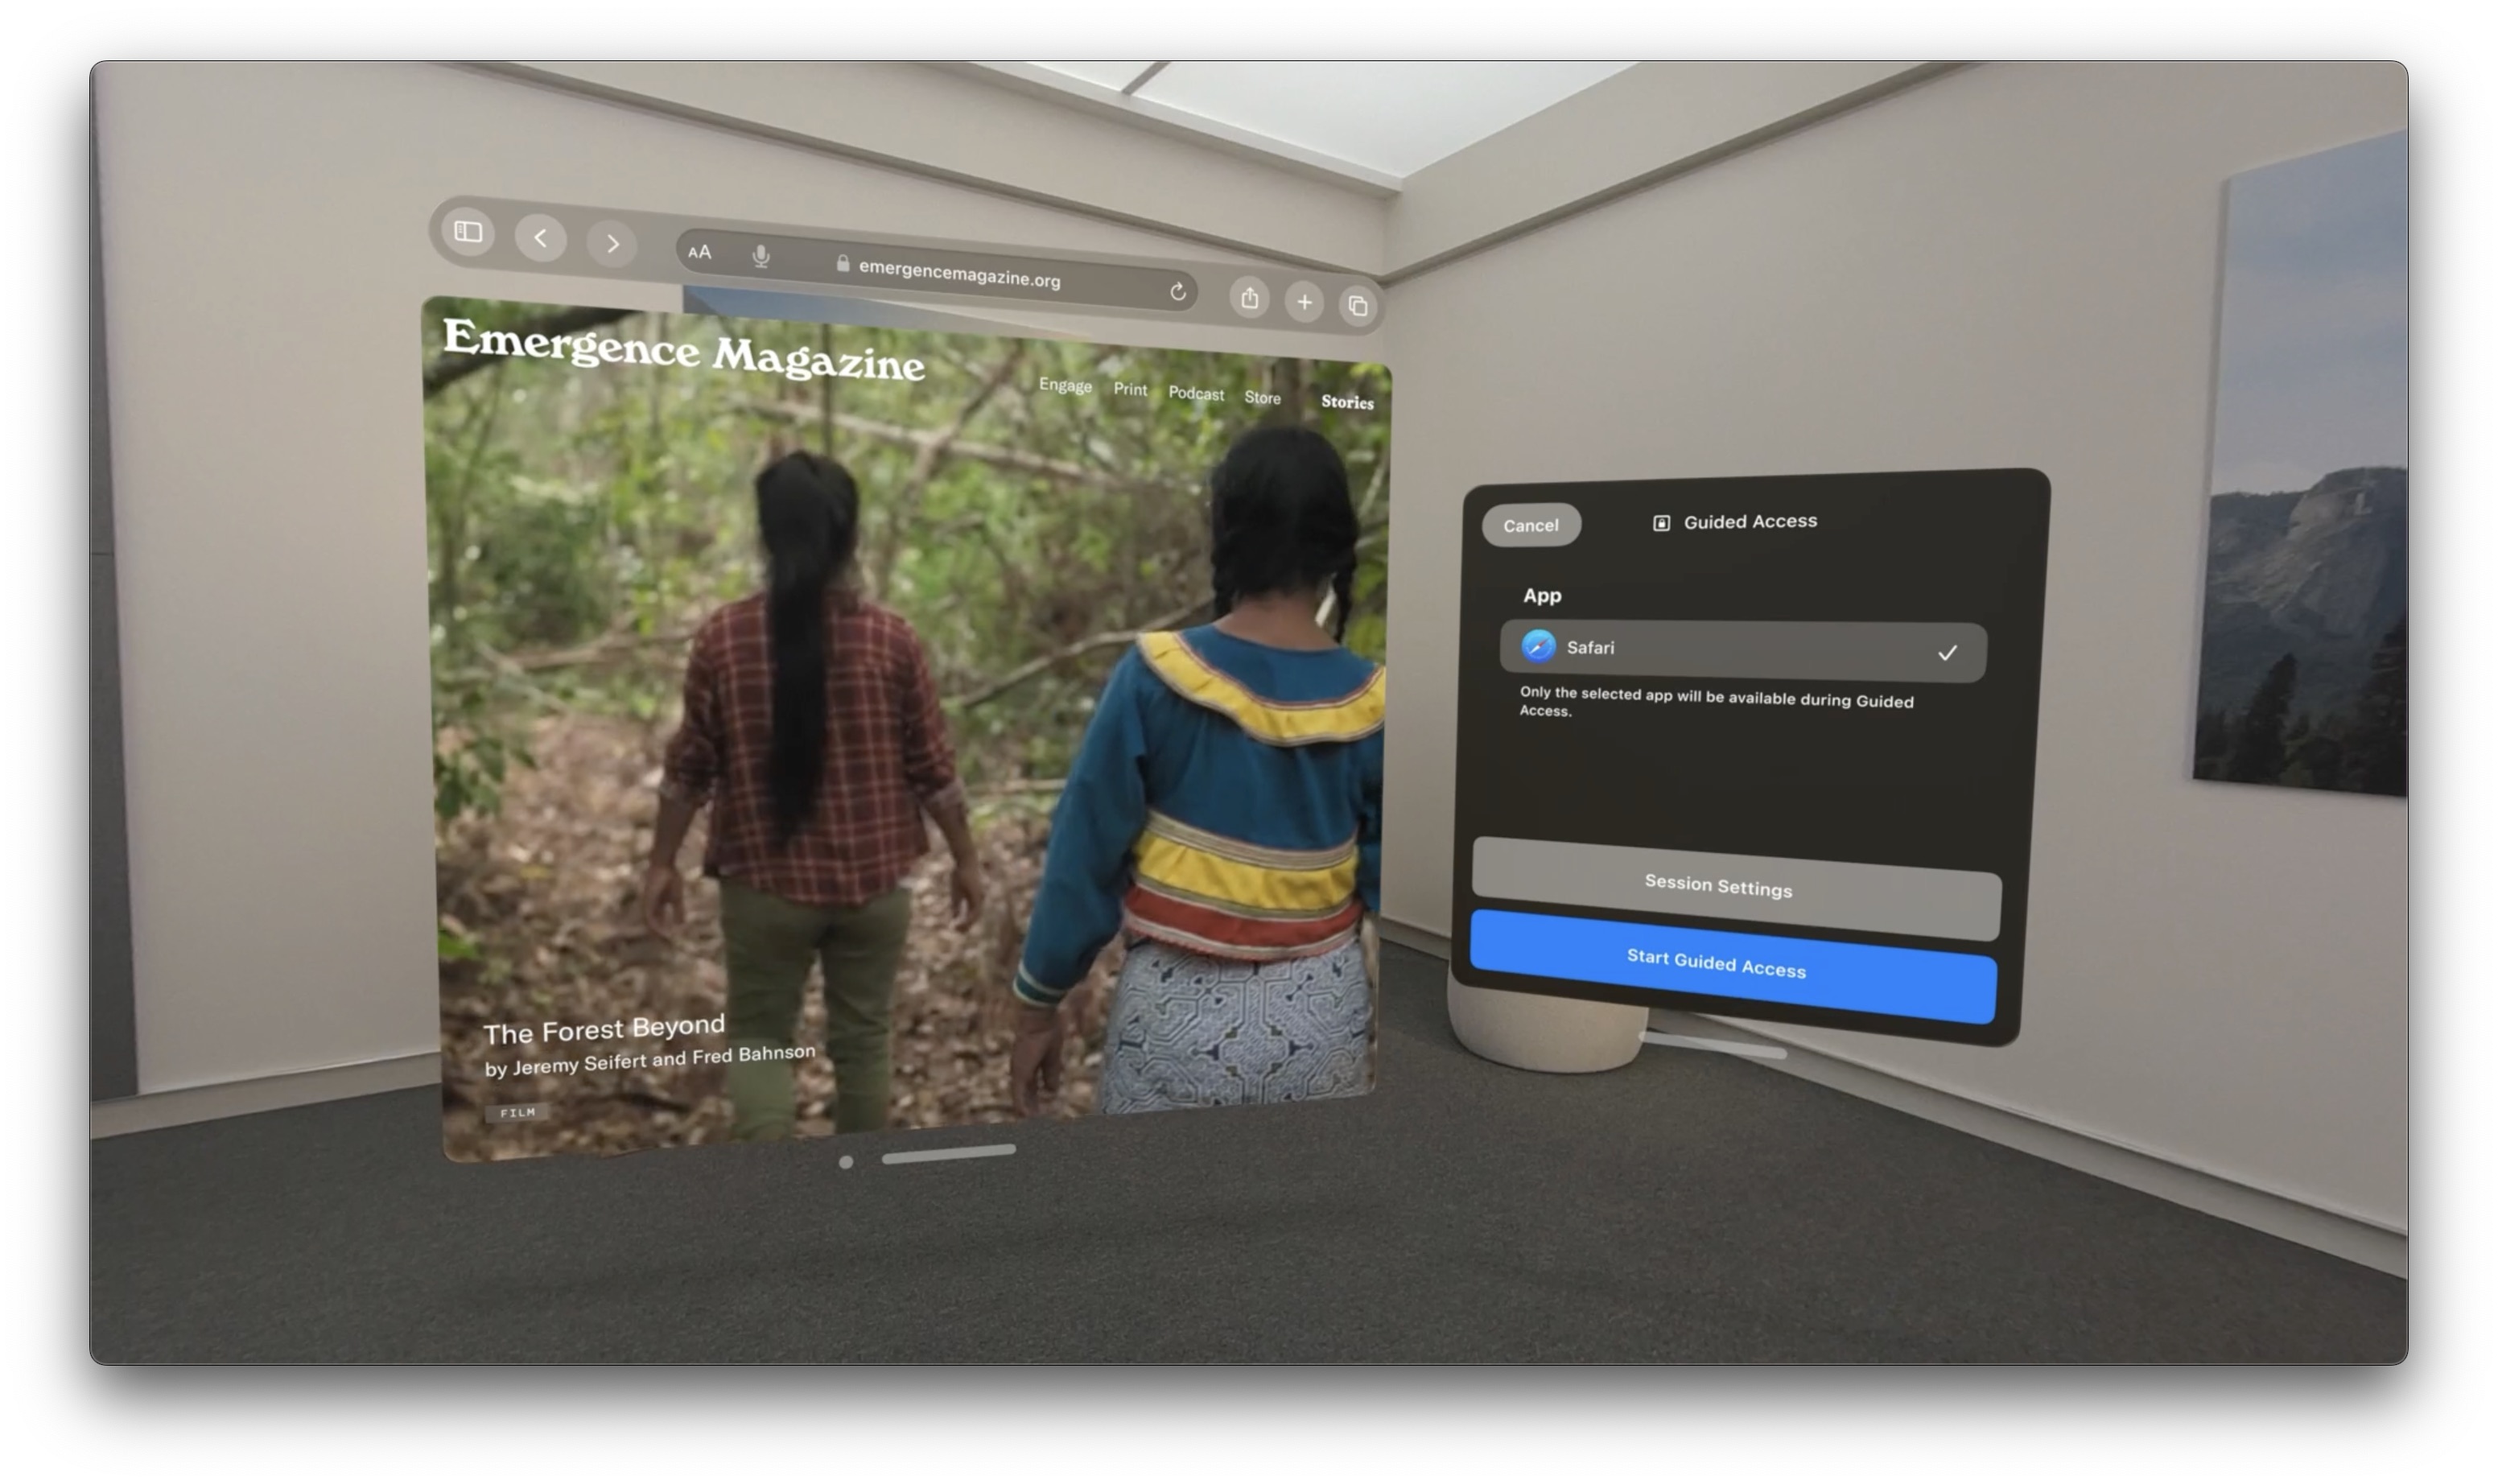 AA
emergencemagazine.org
Emergence Magazine
Engage Print Podcast Store Stories
The Forest Beyond
by Jeremy Seifert and Fred Bahnson
FILM
Cancel
Guided Access
App
Safari
Only the selected app will be available during Guided
Access.
Session Settings
Start Guided Access